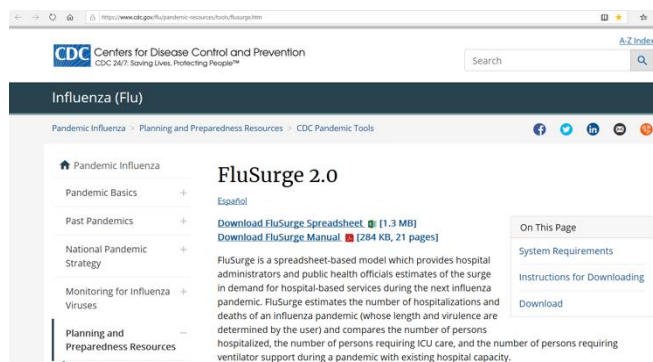 https://www.cdc.gov/flu/pandemic-resources/tools/flusurge.htm
A-Z Index
CDC Centers for Disease Control and Prevention
CDC 24/7: Saving Lives, Protecting People™
Search
Influenza (Flu)
Pandemic Influenza > Planning and Preparedness Resources > CDC Pandemic Tools
Pandemic Influenza
Pandemic Basics +
Past Pandemics +
National Pandemic Strategy +
Monitoring for Influenza Viruses +
Planning and Preparedness Resources –
FluSurge 2.0
Español
Download FluSurge Spreadsheet [1.3 MB]
Download FluSurge Manual [284 KB, 21 pages]
FluSurge is a spreadsheet-based model which provides hospital
administrators and public health officials estimates of the surge
in demand for hospital-based services during the next influenza
pandemic. FluSurge estimates the number of hospitalizations and
deaths of an influenza pandemic (whose length and virulence are
determined by the user) and compares the number of persons
hospitalized, the number of persons requiring ICU care, and the number of persons requiring
ventilator support during a pandemic with existing hospital capacity.
On This Page
System Requirements
Instructions for Downloading
Download